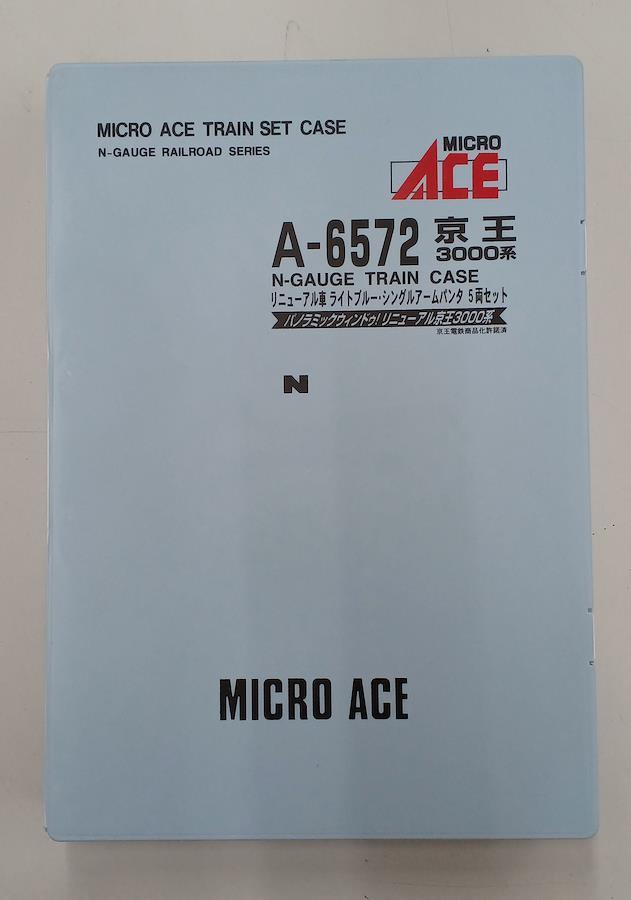 MICRO ACE TRAIN SET CASE
N-GAUGE RAILROAD SERIES
MICRO
ACE
A-6572 京王
3000系
N-GAUGE TRAIN CASE
リニューアル車 ライトブルー・シングルアームパンタ 5両セット
パノラミックウィンドゥ!リニューアル京王3000系
京王電鉄商品化許諾済
N
MICRO ACE